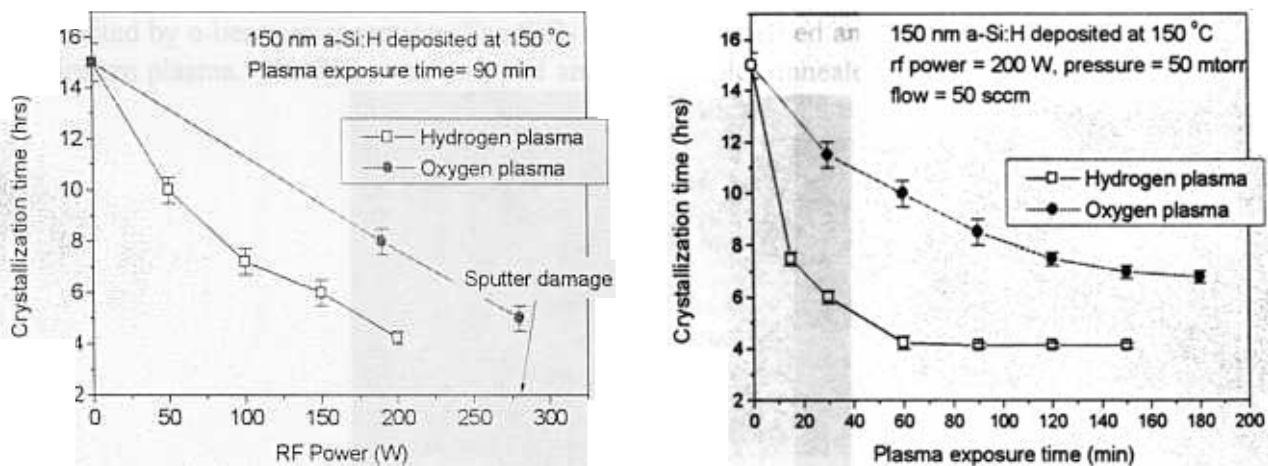 150 nm a-Si:H deposited at 150 °C
Plasma exposure time= 90 min
Hydrogen plasma
Oxygen plasma
Sputter damage
Crystallization time (hrs)
16
14
12
10
8
6
4
2
0 50 100 150 200 250 300
RF Power (W)
150 nm a-Si:H deposited at 150 °C
rf power = 200 W, pressure = 50 mtorr
flow = 50 sccm
Hydrogen plasma
Oxygen plasma
Crystallization time (hrs)
16
14
12
10
8
6
4
2
0 20 40 60 80 100 120 140 160 180 200
Plasma exposure time (min)